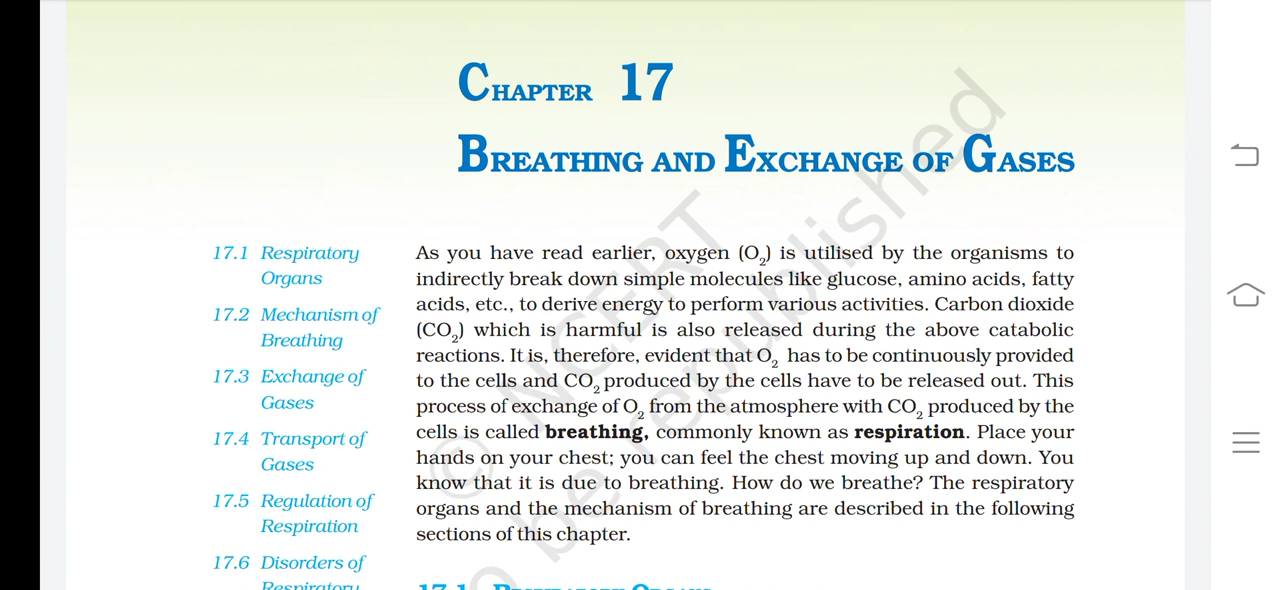 CHAPTER 17
BREATHING AND EXCHANGE OF GASES
17.1 Respiratory
Organs
17.2 Mechanism of
Breathing
17.3 Exchange of
Gases
17.4 Transport of
Gases
17.5 Regulation of
Respiration
17.6 Disorders of
Respiratory
As you have read earlier, oxygen (O2) is utilised by the organisms to
indirectly break down simple molecules like glucose, amino acids, fatty
acids, etc., to derive energy to perform various activities. Carbon dioxide
(CO2) which is harmful is also released during the above catabolic
reactions. It is, therefore, evident that O2 has to be continuously provided
to the cells and CO2 produced by the cells have to be released out. This
process of exchange of O2 from the atmosphere with CO2 produced by the
cells is called breathing, commonly known as respiration. Place your
hands on your chest; you can feel the chest moving up and down. You
know that it is due to breathing. How do we breathe? The respiratory
organs and the mechanism of breathing are described in the following
sections of this chapter.
17.1 RESPIRATORY ORGANS
© NCERT
o be republished